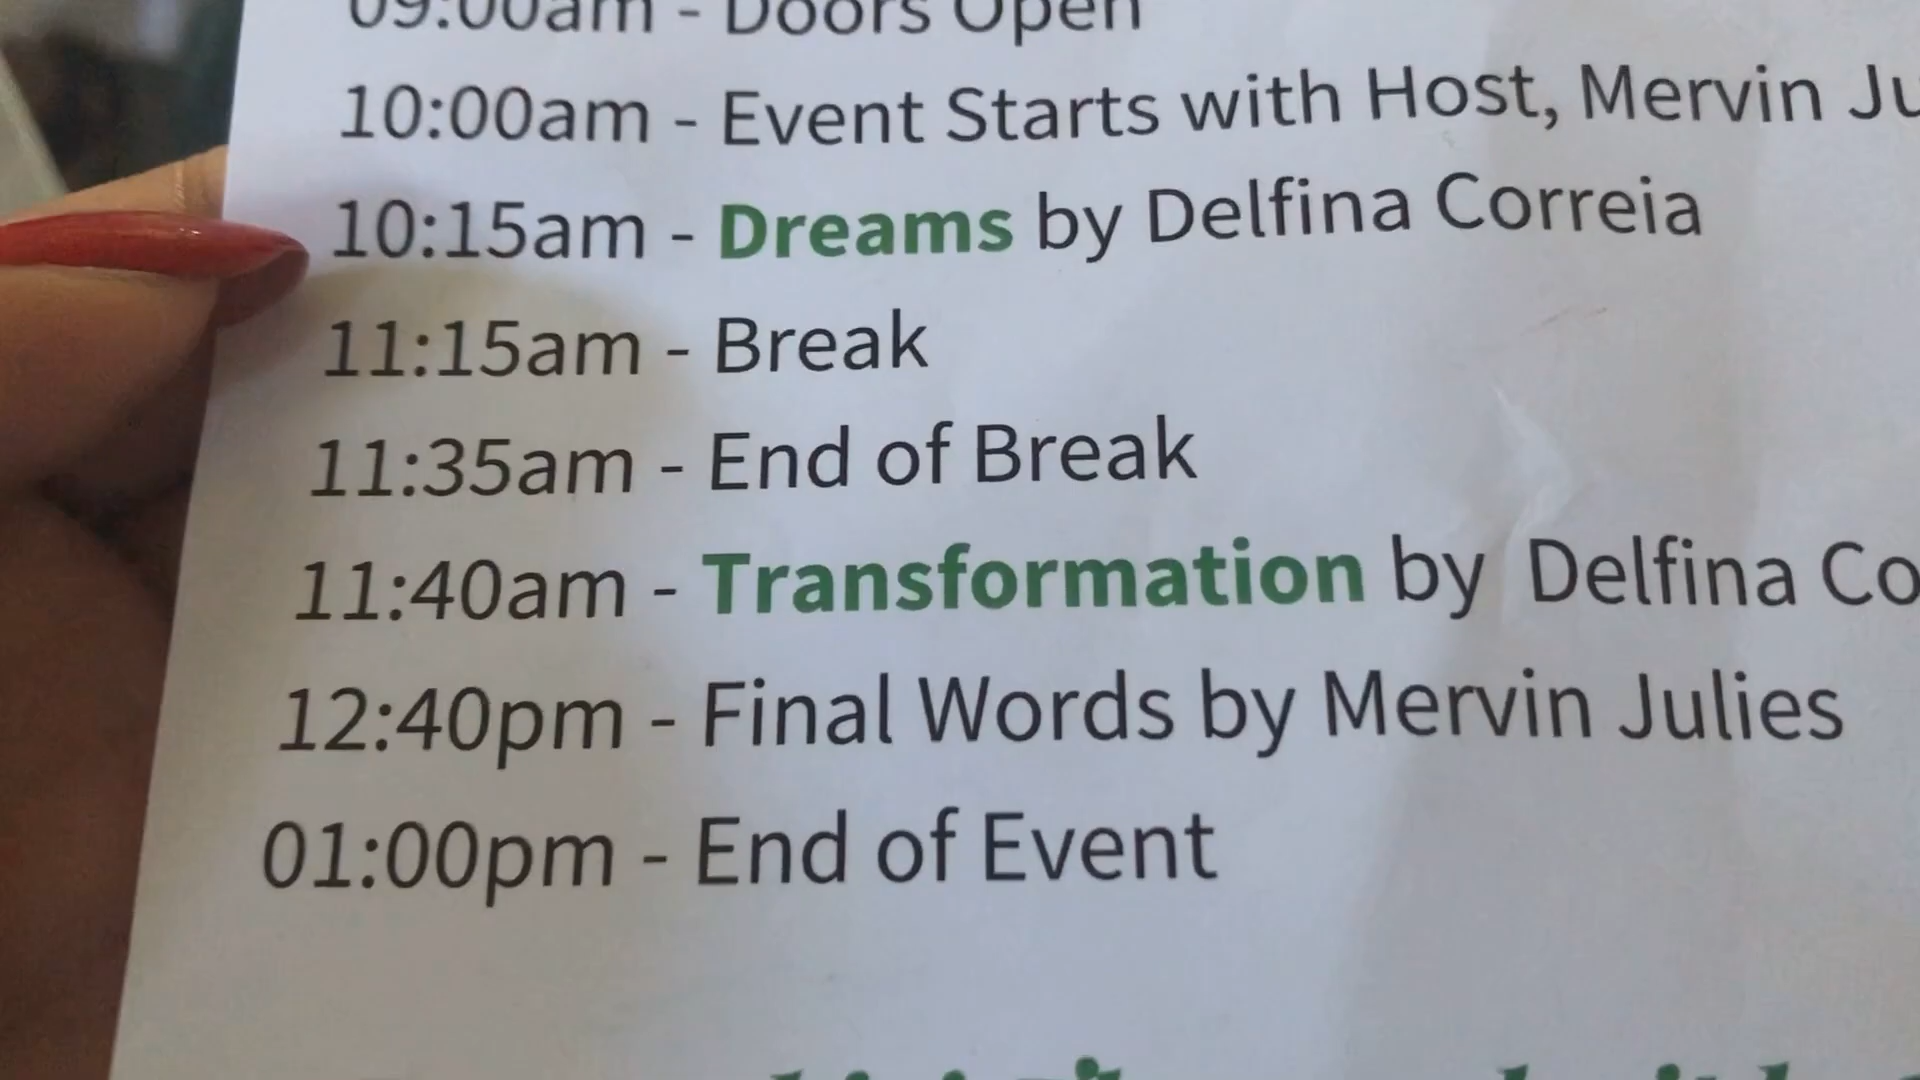 09:00am - Doors Open
10:00am - Event Starts with Host, Mervin Ju
10:15am - Dreams by Delfina Correia
11:15am - Break
11:35am - End of Break
11:40am - Transformation by Delfina Co
12:40pm - Final Words by Mervin Julies
01:00pm - End of Event